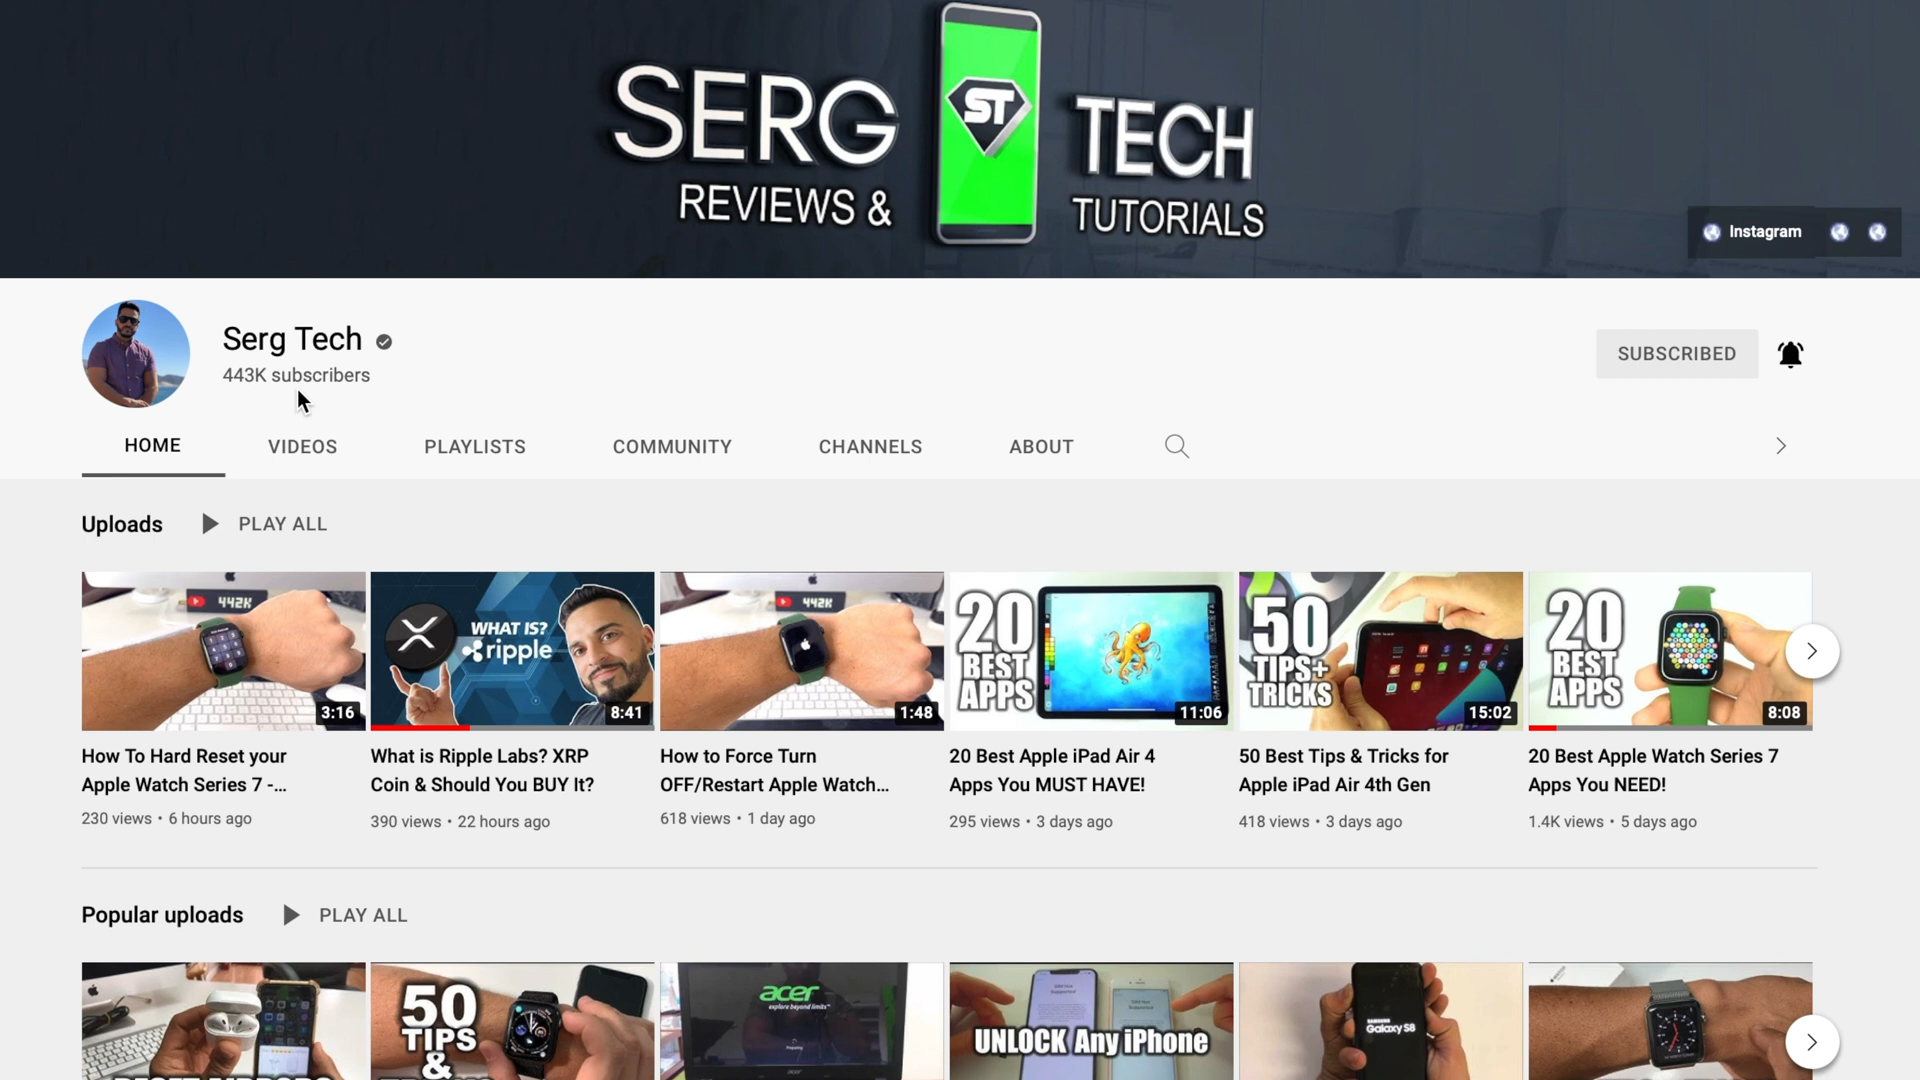 SERG
ST
TECH
REVIEWS &
TUTORIALS
Instagram
Serg Tech
443K subscribers
SUBSCRIBED
HOME
VIDEOS
PLAYLISTS
COMMUNITY
CHANNELS
ABOUT
Uploads
PLAY ALL
442K
3:16
WHAT IS?
ripple
8:41
442K
1:48
20
BEST
APPS
11:06
50
TIPS+
TRICKS
15:02
20
BEST
APPS
8:08
How To Hard Reset your
Apple Watch Series 7 -...
230 views • 6 hours ago
What is Ripple Labs? XRP
Coin & Should You BUY It?
390 views • 22 hours ago
How to Force Turn
OFF/Restart Apple Watch...
618 views • 1 day ago
20 Best Apple iPad Air 4
Apps You MUST HAVE!
295 views • 3 days ago
50 Best Tips & Tricks for
Apple iPad Air 4th Gen
418 views • 3 days ago
20 Best Apple Watch Series 7
Apps You NEED!
1.4K views • 5 days ago
Popular uploads
PLAY ALL
50
TIPS
&
acer
explore beyond limits™
Preparing
acer
UNLOCK Any iPhone
SAMSUNG
Galaxy S8